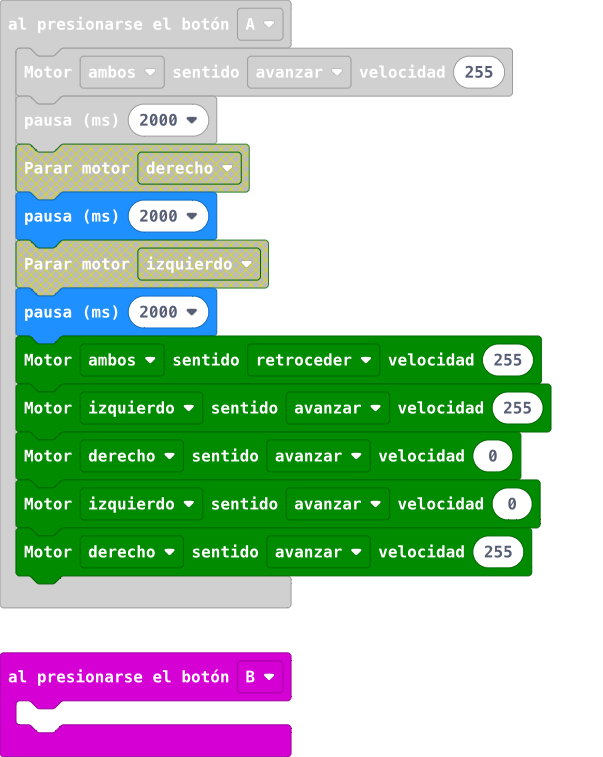 al presionarse el botón A
Motor ambos sentido avanzar velocidad 255
pausa (ms) 2000
Parar motor derecho
pausa (ms) 2000
Parar motor izquierdo
pausa (ms) 2000
Motor ambos sentido retroceder velocidad 255
Motor izquierdo sentido avanzar velocidad 255
Motor derecho sentido avanzar velocidad 0
Motor izquierdo sentido avanzar velocidad 0
Motor derecho sentido avanzar velocidad 255
al presionarse el botón B